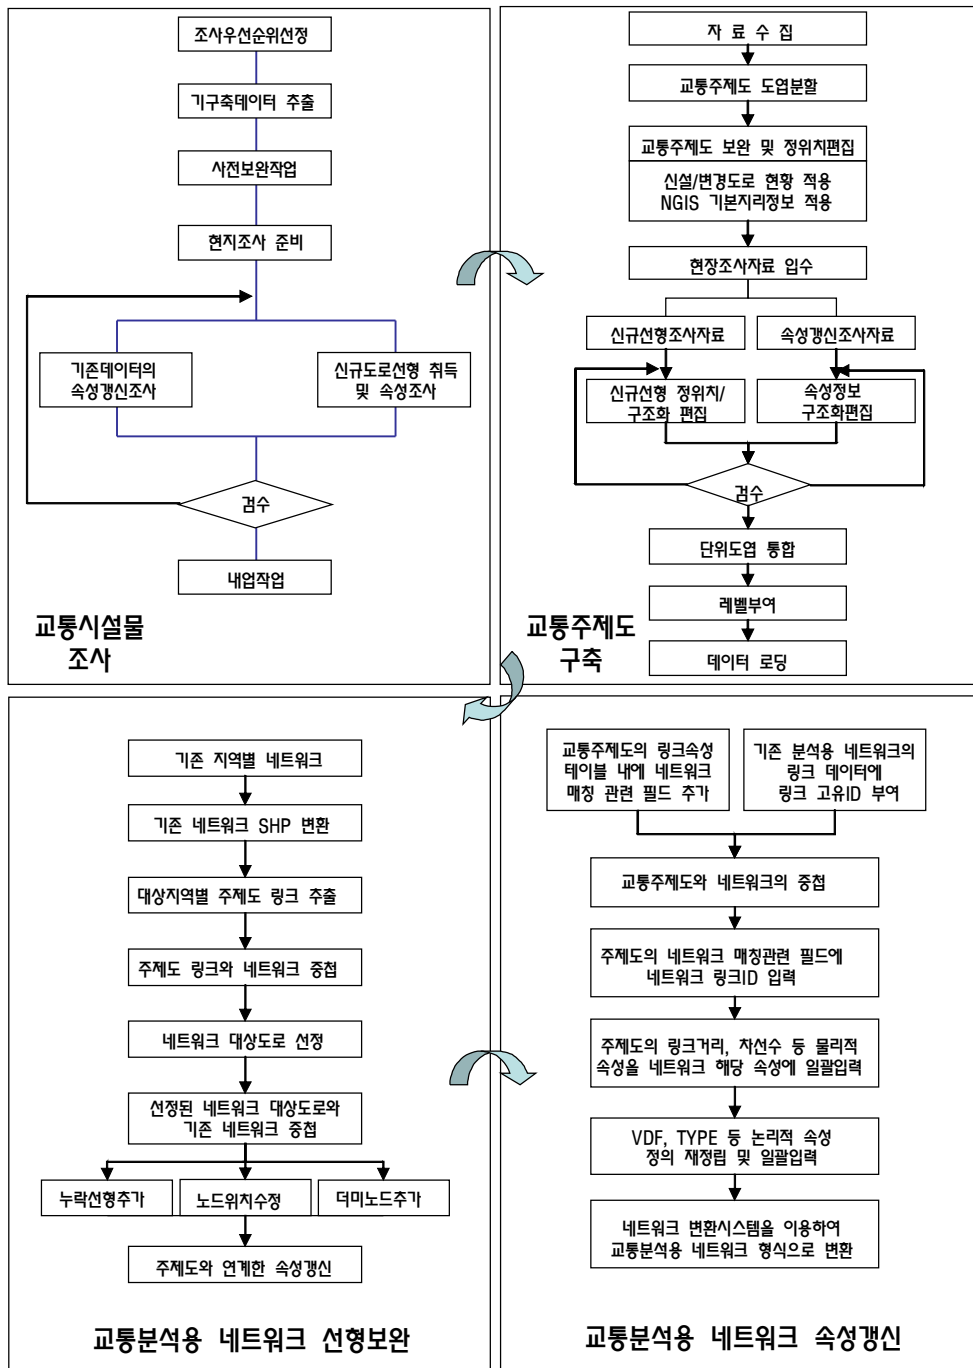 조사우선순위선정
기구축데이터 추출
사전보완작업
현지조사 준비
기존데이터의
속성갱신조사
신규도로선형 취득
및 속성조사
검수
내업작업
교통시설물
조사
자 료 수 집
교통주제도 도엽분할
교통주제도 보완 및 정위치편집
신설/변경도로 현황 적용
NGIS 기본지리정보 적용
현장조사자료 입수
신규선형조사자료
속성갱신조사자료
신규선형 정위치/
구조화 편집
속성정보
구조화편집
검수
단위도엽 통합
레벨부여
데이터 로딩
교통주제도
구축
기존 지역별 네트워크
기존 네트워크 SHP 변환
대상지역별 주제도 링크 추출
주제도 링크와 네트워크 중첩
네트워크 대상도로 선정
선정된 네트워크 대상도로와
기존 네트워크 중첩
누락선형추가
노드위치수정
더미노드추가
주제도와 연계한 속성갱신
교통분석용 네트워크 선형보완
교통주제도의 링크속성
테이블 내에 네트워크
매칭 관련 필드 추가
기존 분석용 네트워크의
링크 데이터에
링크 고유ID 부여
교통주제도와 네트워크의 중첩
주제도의 네트워크 매칭관련 필드에
네트워크 링크ID 입력
주제도의 링크거리, 차선수 등 물리적
속성을 네트워크 해당 속성에 일괄입력
VDF, TYPE 등 논리적 속성
정의 재정립 및 일괄입력
네트워크 변환시스템을 이용하여
교통분석용 네트워크 형식으로 변환
교통분석용 네트워크 속성갱신